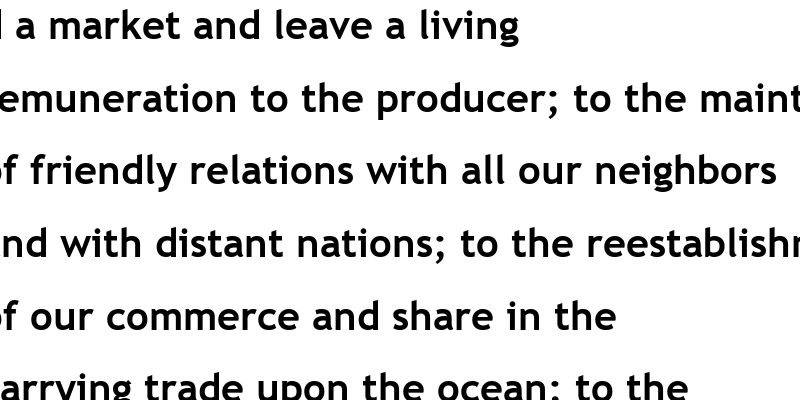 a market and leave a living
emuneration to the producer; to the maint
of friendly relations with all our neighbors
nd with distant nations; to the reestablish
of our commerce and share in the
arrying trade upon the ocean; to the